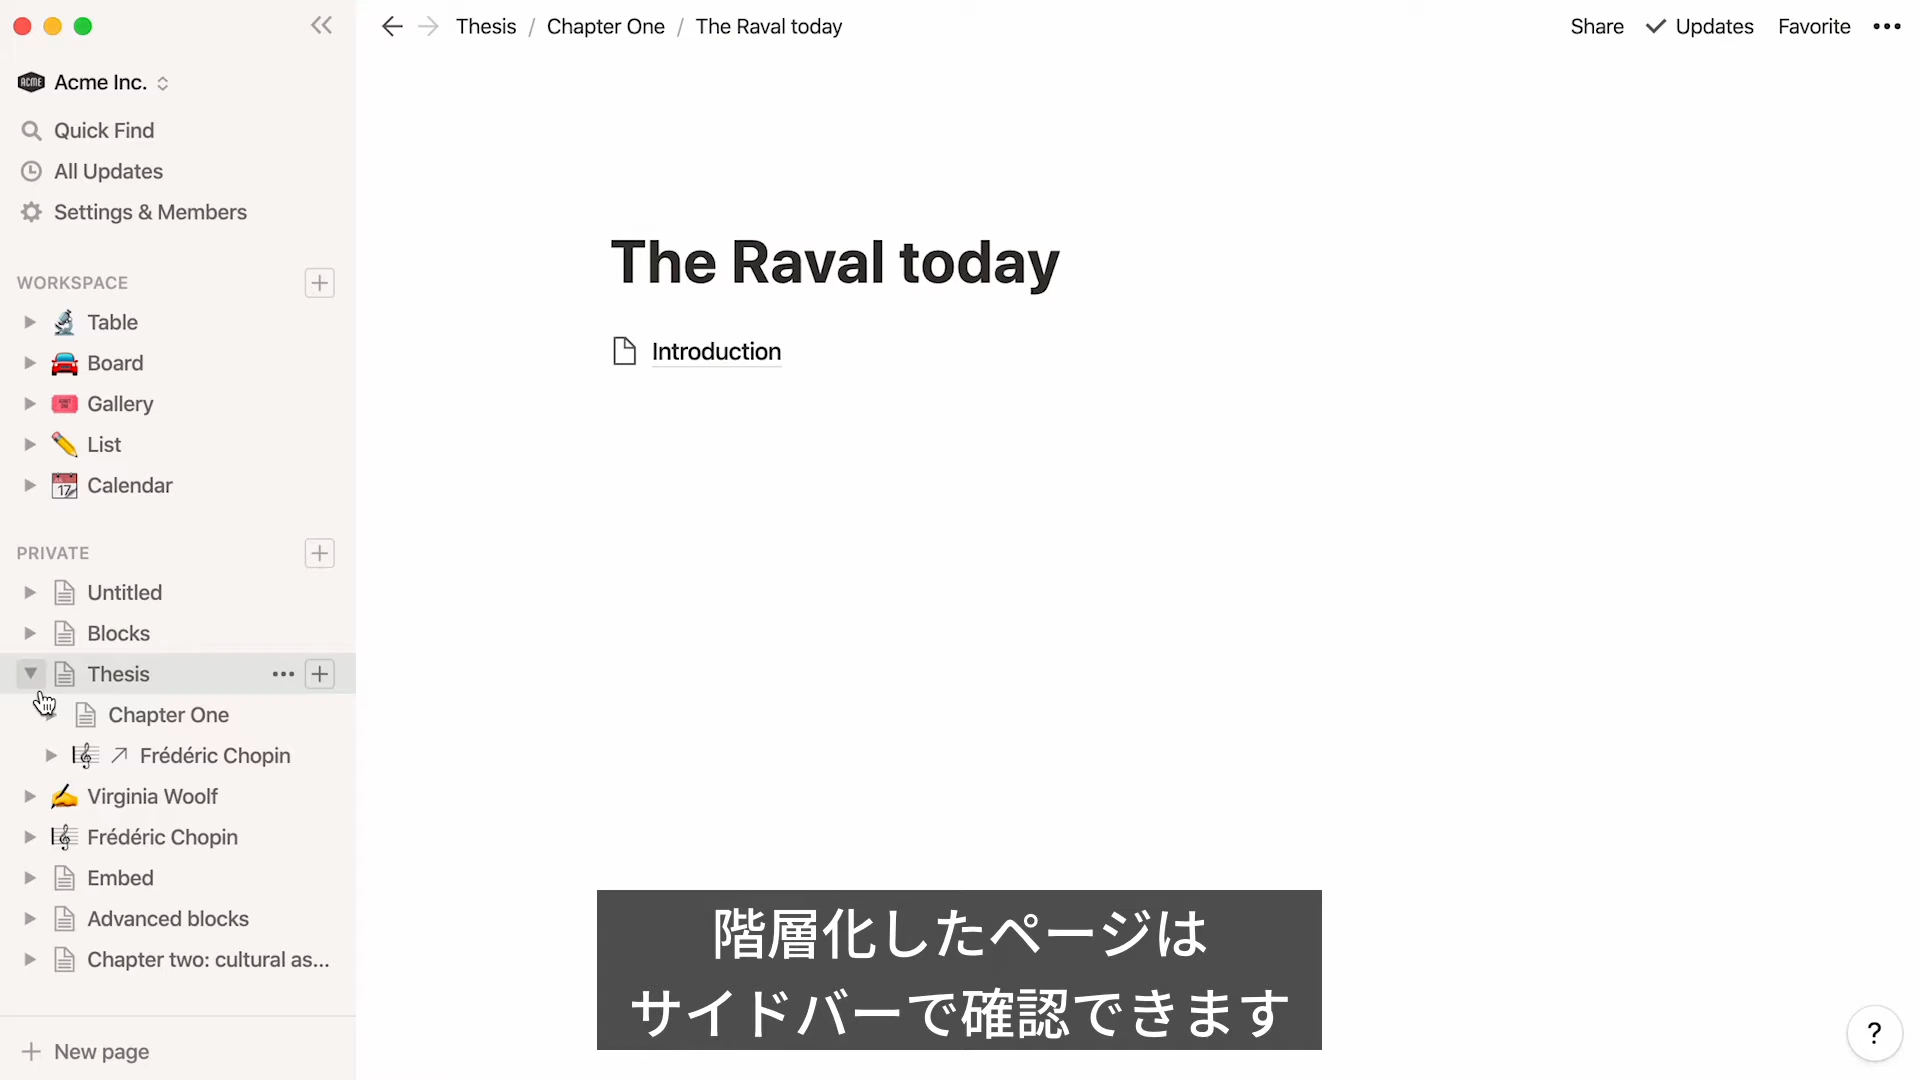 Thesis / Chapter One / The Raval today
Share Updates Favorite
ACME Acme Inc.
Quick Find
All Updates
Settings & Members
WORKSPACE
Table
Board
Gallery
List
17 Calendar
PRIVATE
Untitled
Blocks
Thesis
Chapter One
Frédéric Chopin
Virginia Woolf
Frédéric Chopin
Embed
Advanced blocks
Chapter two: cultural as...
New page
The Raval today
Introduction
階層化したページは
サイドバーで確認できます
?